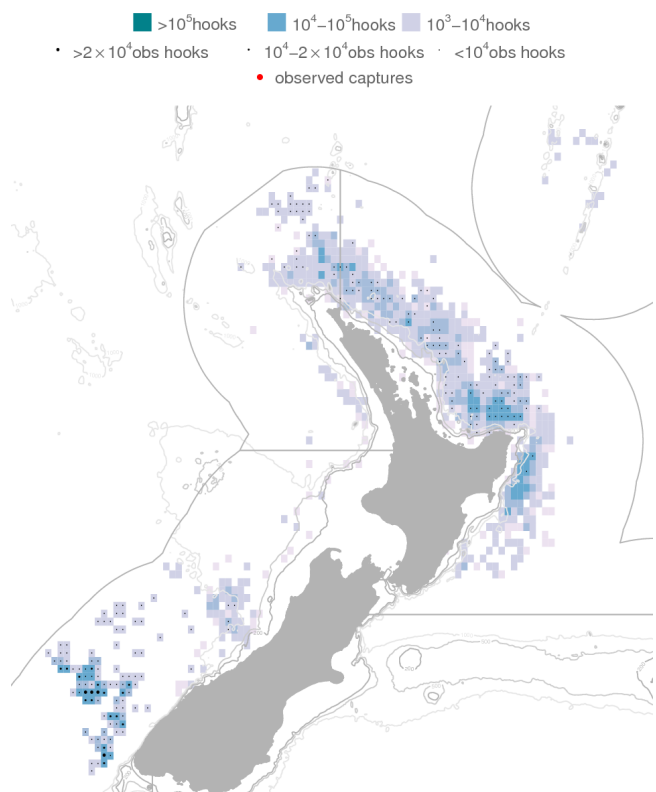 >10⁵hooks 10⁴–10⁵hooks 10³–10⁴hooks
>2×10⁴obs hooks 10⁴–2×10⁴obs hooks <10⁴obs hooks
observed captures